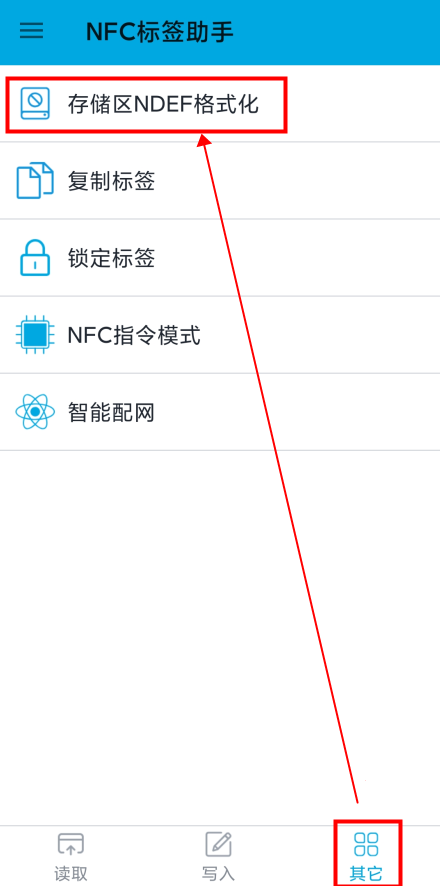 NFC标签助手
存储区NDEF格式化
复制标签
锁定标签
NFC指令模式
智能配网
读取
写入
其它